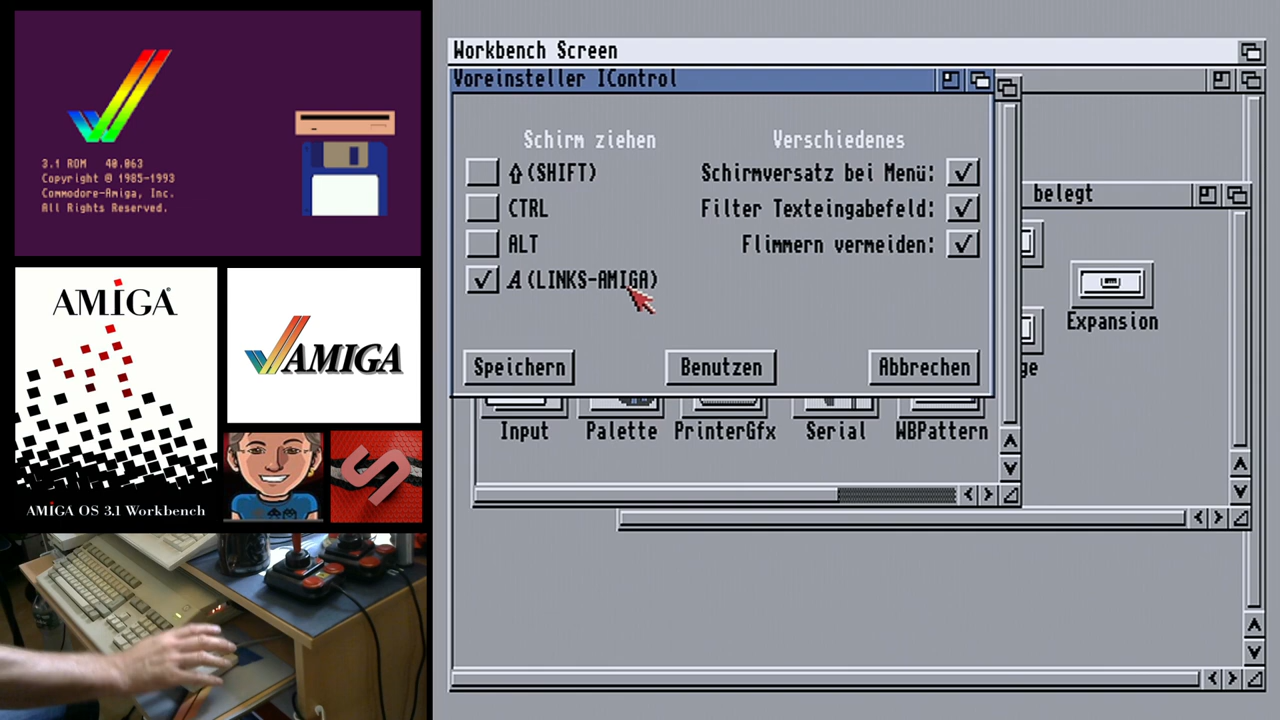 3.1 ROM 40.063
Copyright © 1985-1993
Commodore-Amiga, Inc.
All Rights Reserved.
AMIGA®
AMIGA OS 3.1 Workbench
AMIGA
S
Workbench Screen
Voreinsteller IControl
Schirm ziehen
⇧(SHIFT)
CTRL
ALT
A(LINKS-AMIGA)
Verschiedenes
Schirmversatz bei Menü:
Filter Texteingabefeld:
Flimmern vermeiden:
Speichern
Benutzen
Abbrechen
belegt
Expansion
ge
Input
Palette
PrinterGfx
Serial
WBPattern